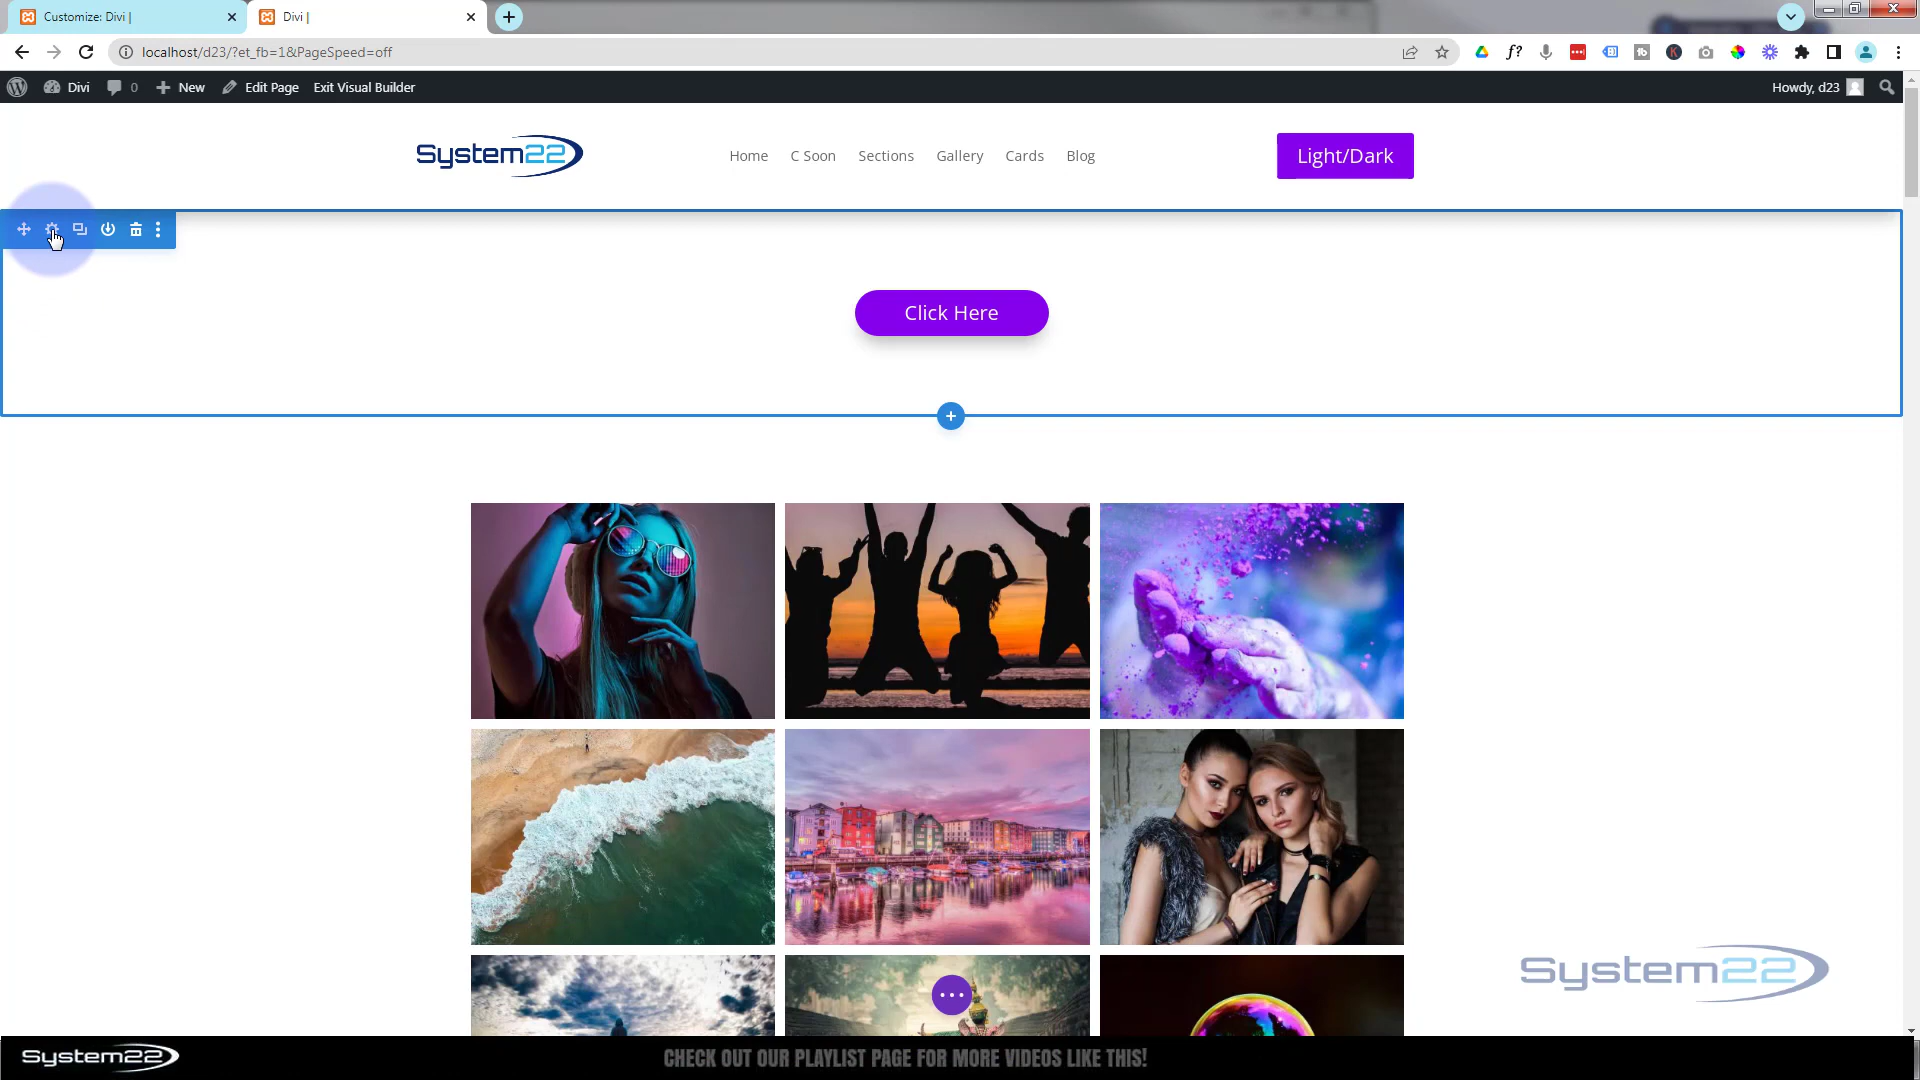 Customize: Divi |
Divi |
localhost/d23/?et_fb=1&PageSpeed=off
Divi
0
New
Edit Page
Exit Visual Builder
Howdy, d23
System22
Home
C Soon
Sections
Gallery
Cards
Blog
Light/Dark
Click Here
System22
System22
CHECK OUT OUR PLAYLIST PAGE FOR MORE VIDEOS LIKE THIS!